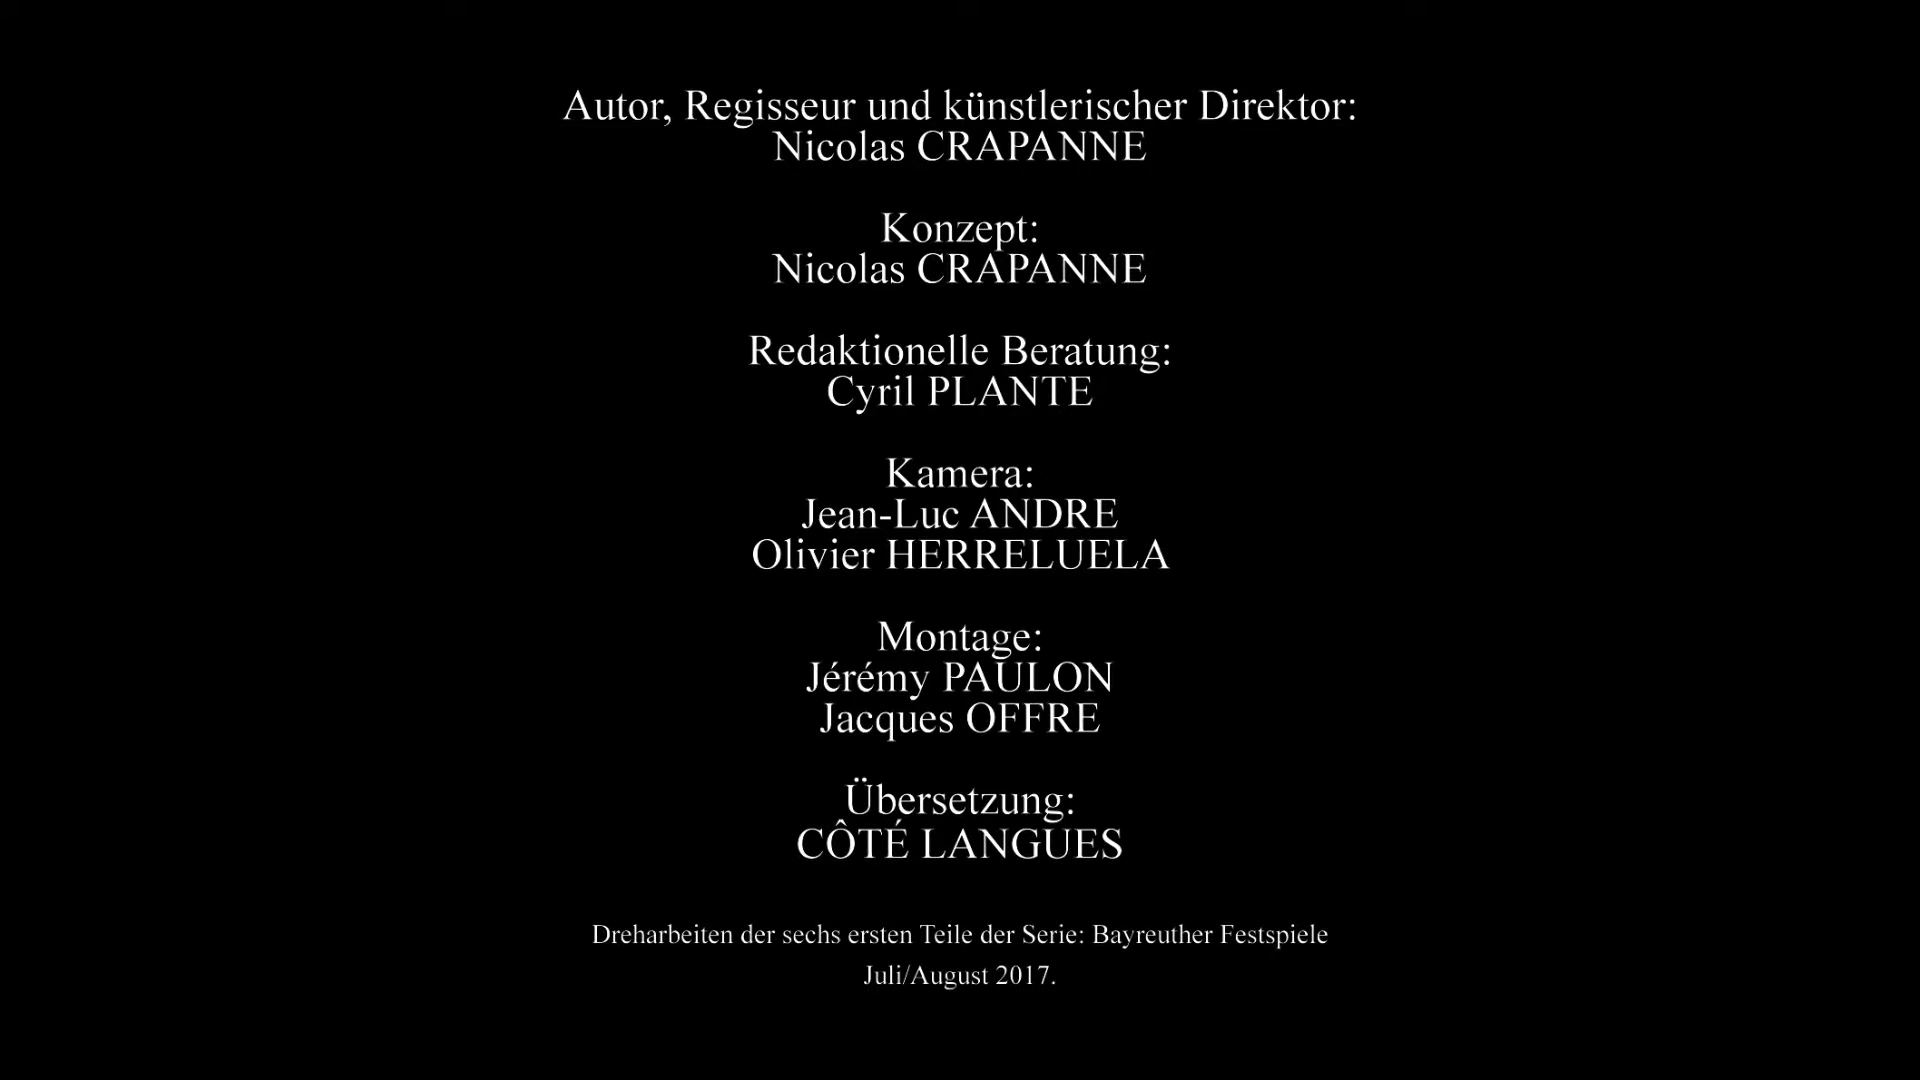 Autor, Regisseur und künstlerischer Direktor:
Nicolas CRAPANNE
Konzept:
Nicolas CRAPANNE
Redaktionelle Beratung:
Cyril PLANTE
Kamera:
Jean-Luc ANDRE
Olivier HERRELUELA
Montage:
Jérémy PAULON
Jacques OFFRE
Übersetzung:
CÔTÉ LANGUES
Dreharbeiten der sechs ersten Teile der Serie: Bayreuther Festspiele
Juli/August 2017.